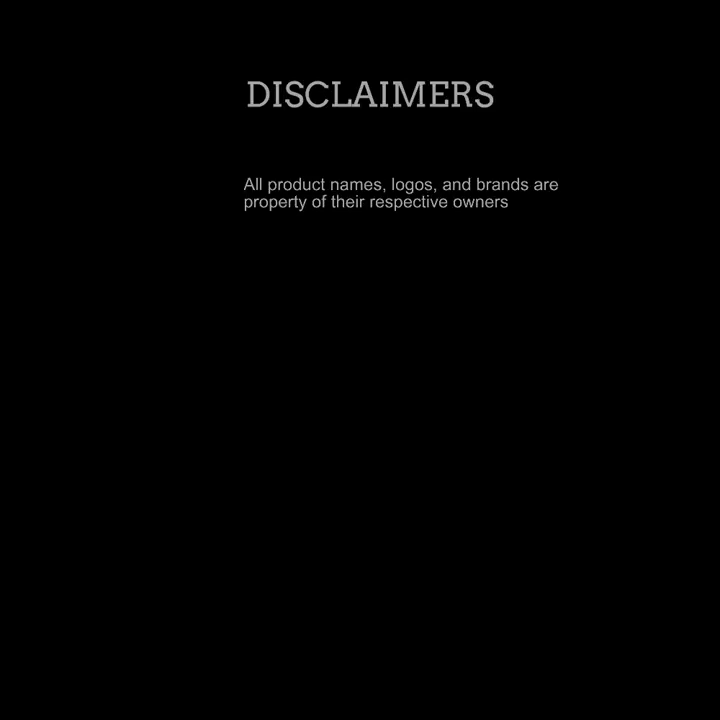 DISCLAIMERS
All product names, logos, and brands are
property of their respective owners